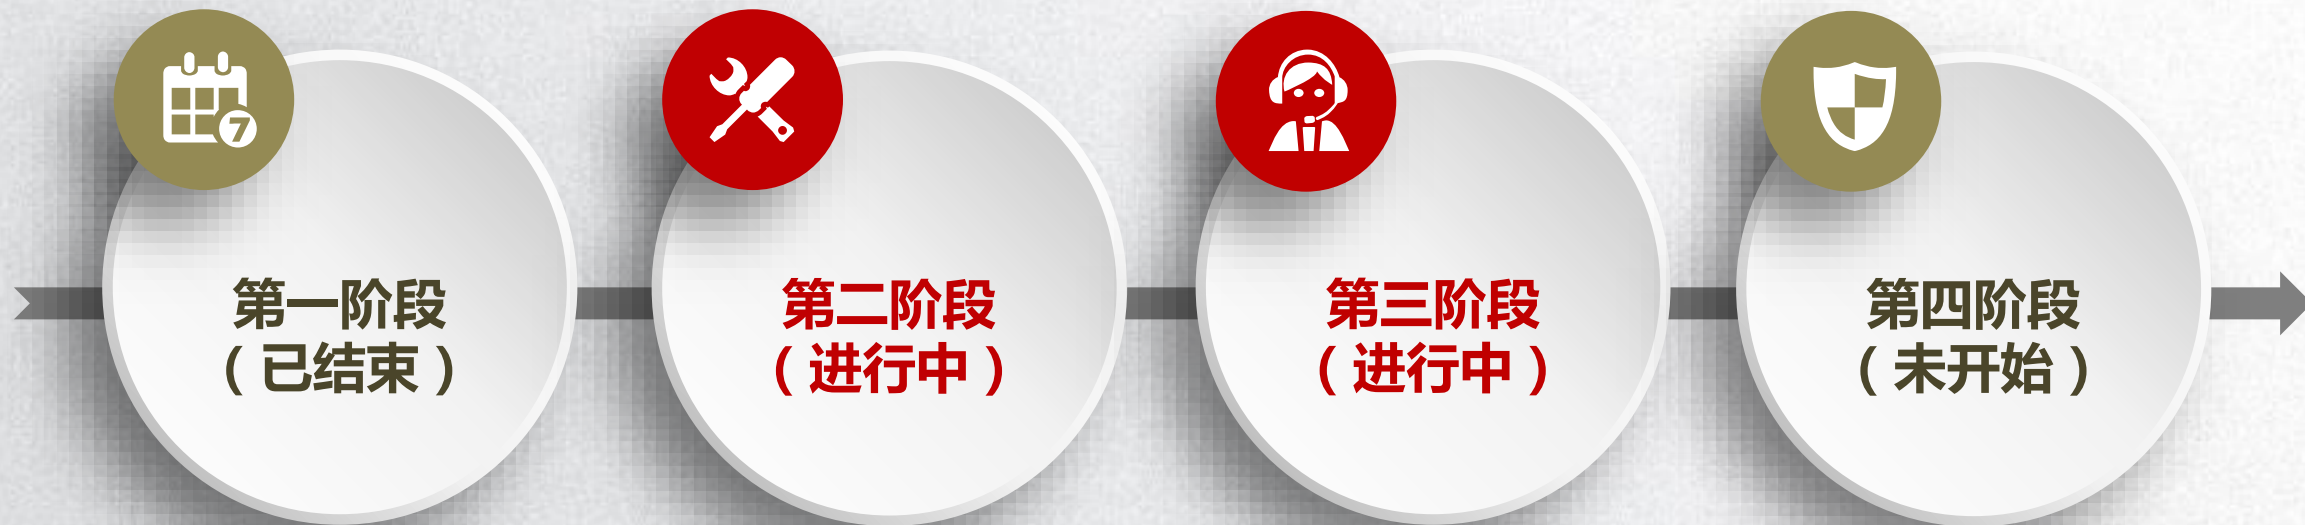 7
第一阶段
（已结束）
第二阶段
（进行中）
第三阶段
（进行中）
第四阶段
（未开始）